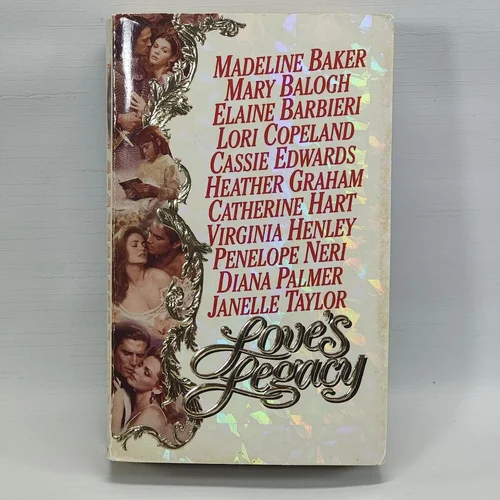 MADELINE BAKER
MARY BALOGH
ELAINE BARBIERI
LORI COPELAND
CASSIE EDWARDS
HEATHER GRAHAM
CATHERINE HART
VIRGINIA HENLEY
PENELOPE NERI
DIANA PALMER
JANELLE TAYLOR
Love's
Legacy